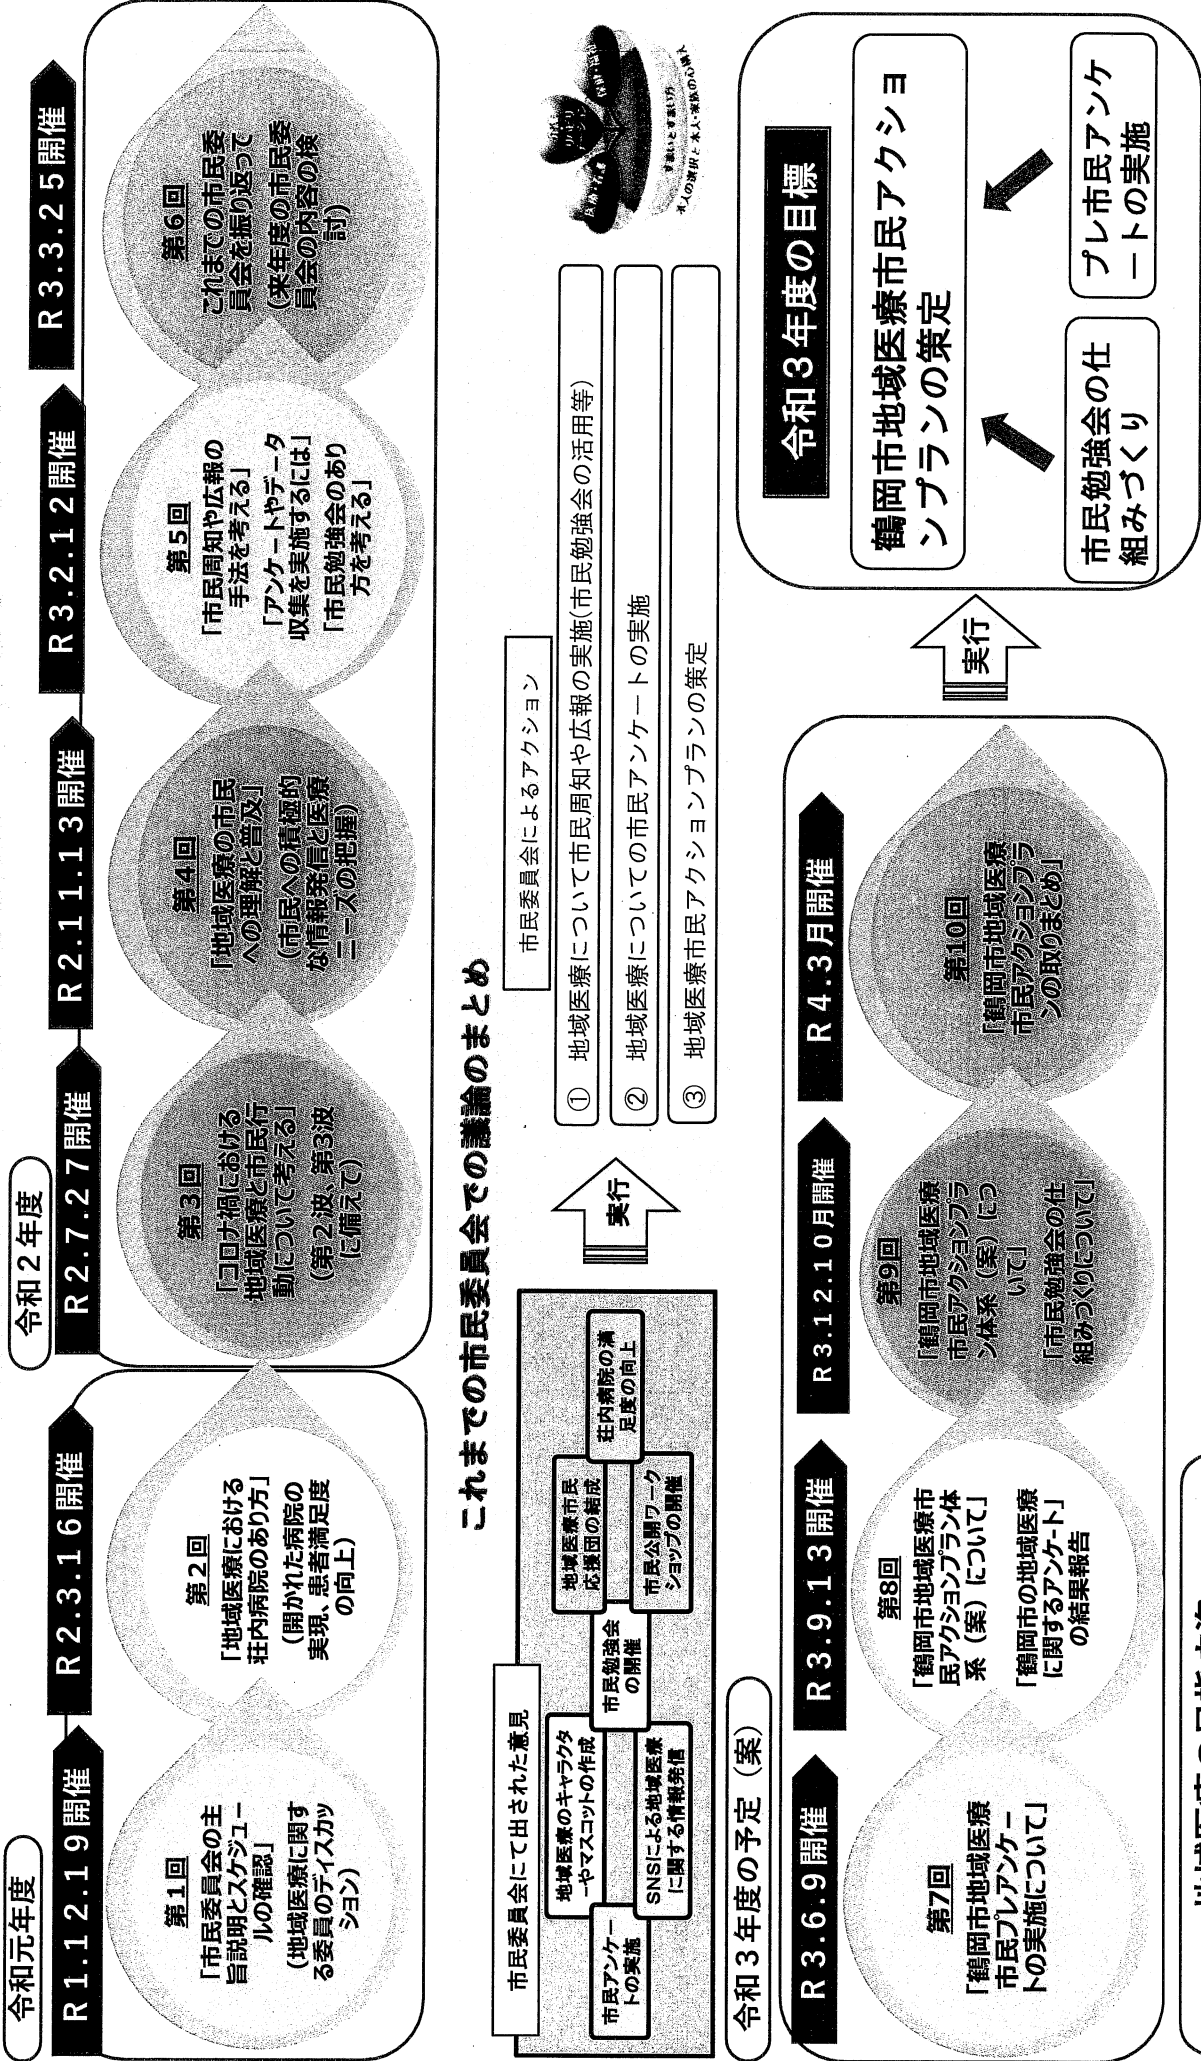 令和元年度
R1.12.19開催
第1回
「市民委員会の主
旨説明とスケジュー
ルの確認」
(地域医療に関す
る委員のディスカッ
ション)
R2.3.16開催
第2回
「地域医療における
荘内病院のあり方」
(開かれた病院の
実現、患者満足度
の向上)
令和2年度
R2.7.27開催
第3回
「コロナ禍における
地域医療と市民行
動について考える」
(第2波、第3波
に備えて)
R2.11.13開催
第4回
「地域医療の市民
への理解と普及」
(市民への積極的
な情報発信と医療
ニーズの把握)
R3.2.12開催
第5回
「市民周知や広報の
手法を考える」
「アンケートやデータ
収集を実施するには」
「市民勉強会のあり
方を考える」
R3.3.25開催
第6回
これまでの市民委
員会を振り返って
(来年度の市民委
員会の内容の検
討)
これまでの市民委員会での議論のまとめ
市民委員会にて出された意見
市民アンケー
トの実施
地域医療のキャラクタ
ーやマスコットの作成
SNSによる地域医療
に関する情報発信
市民勉強会
の開催
地域医療市民
応援団の結成
市民公開ワーク
ショップの開催
荘内病院の満
足度の向上
実行
市民委員会によるアクション
① 地域医療について市民周知や広報の実施(市民勉強会の活用等)
② 地域医療についての市民アンケートの実施
③ 地域医療市民アクションプランの策定
すまいとすまい方
本人の選択と本人・家族の心構え
令和3年度の予定（案）
R3.6.9開催
第7回
「鶴岡市地域医療
市民プレアンケー
トの実施について」
R3.9.13開催
第8回
「鶴岡市地域医療市
民アクションプラン体
系（案）について」
「鶴岡市の地域医療
に関するアンケート」
の結果報告
R3.12.10月開催
第9回
「鶴岡市地域医療
市民アクションプラ
ン体系（案）につ
いて」
「市民勉強会の仕
組みづくりについて」
R4.3月開催
第10回
「鶴岡市地域医療
市民アクションプラ
ンの取りまとめ」
実行
令和3年度の目標
鶴岡市地域医療市民アクショ
ンプランの策定
市民勉強会の仕
組みづくり
プレ市民アンケ
ートの実施